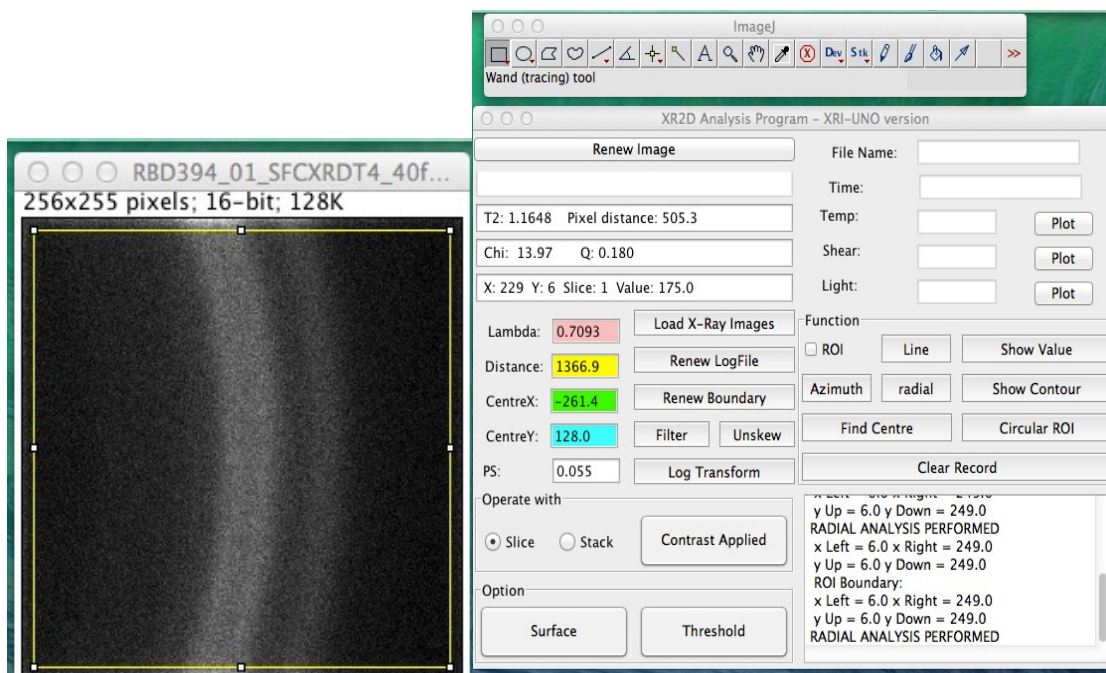 RBD394_01_SFCXRDT4_40f...
256x255 pixels; 16-bit; 128K
ImageJ
A Dev Stk >>
Wand (tracing) tool
XR2D Analysis Program - XRI-UNO version
Renew Image
T2: 1.1648 Pixel distance: 505.3
Chi: 13.97 Q: 0.180
X: 229 Y: 6 Slice: 1 Value: 175.0
Lambda: 0.7093
Distance: 1366.9
CentreX: -261.4
CentreY: 128.0
PS: 0.055
Load X-Ray Images
Renew LogFile
Renew Boundary
Filter Unskew
Log Transform
Operate with
Slice Stack
Contrast Applied
Option
Surface Threshold
File Name:
Time:
Temp: Plot
Shear: Plot
Light: Plot
Function
ROI Line Show Value
Azimuth radial Show Contour
Find Centre Circular ROI
Clear Record
y Up = 6.0 y Down = 249.0
RADIAL ANALYSIS PERFORMED
x Left = 6.0 x Right = 249.0
y Up = 6.0 y Down = 249.0
ROI Boundary:
x Left = 6.0 x Right = 249.0
y Up = 6.0 y Down = 249.0
RADIAL ANALYSIS PERFORMED